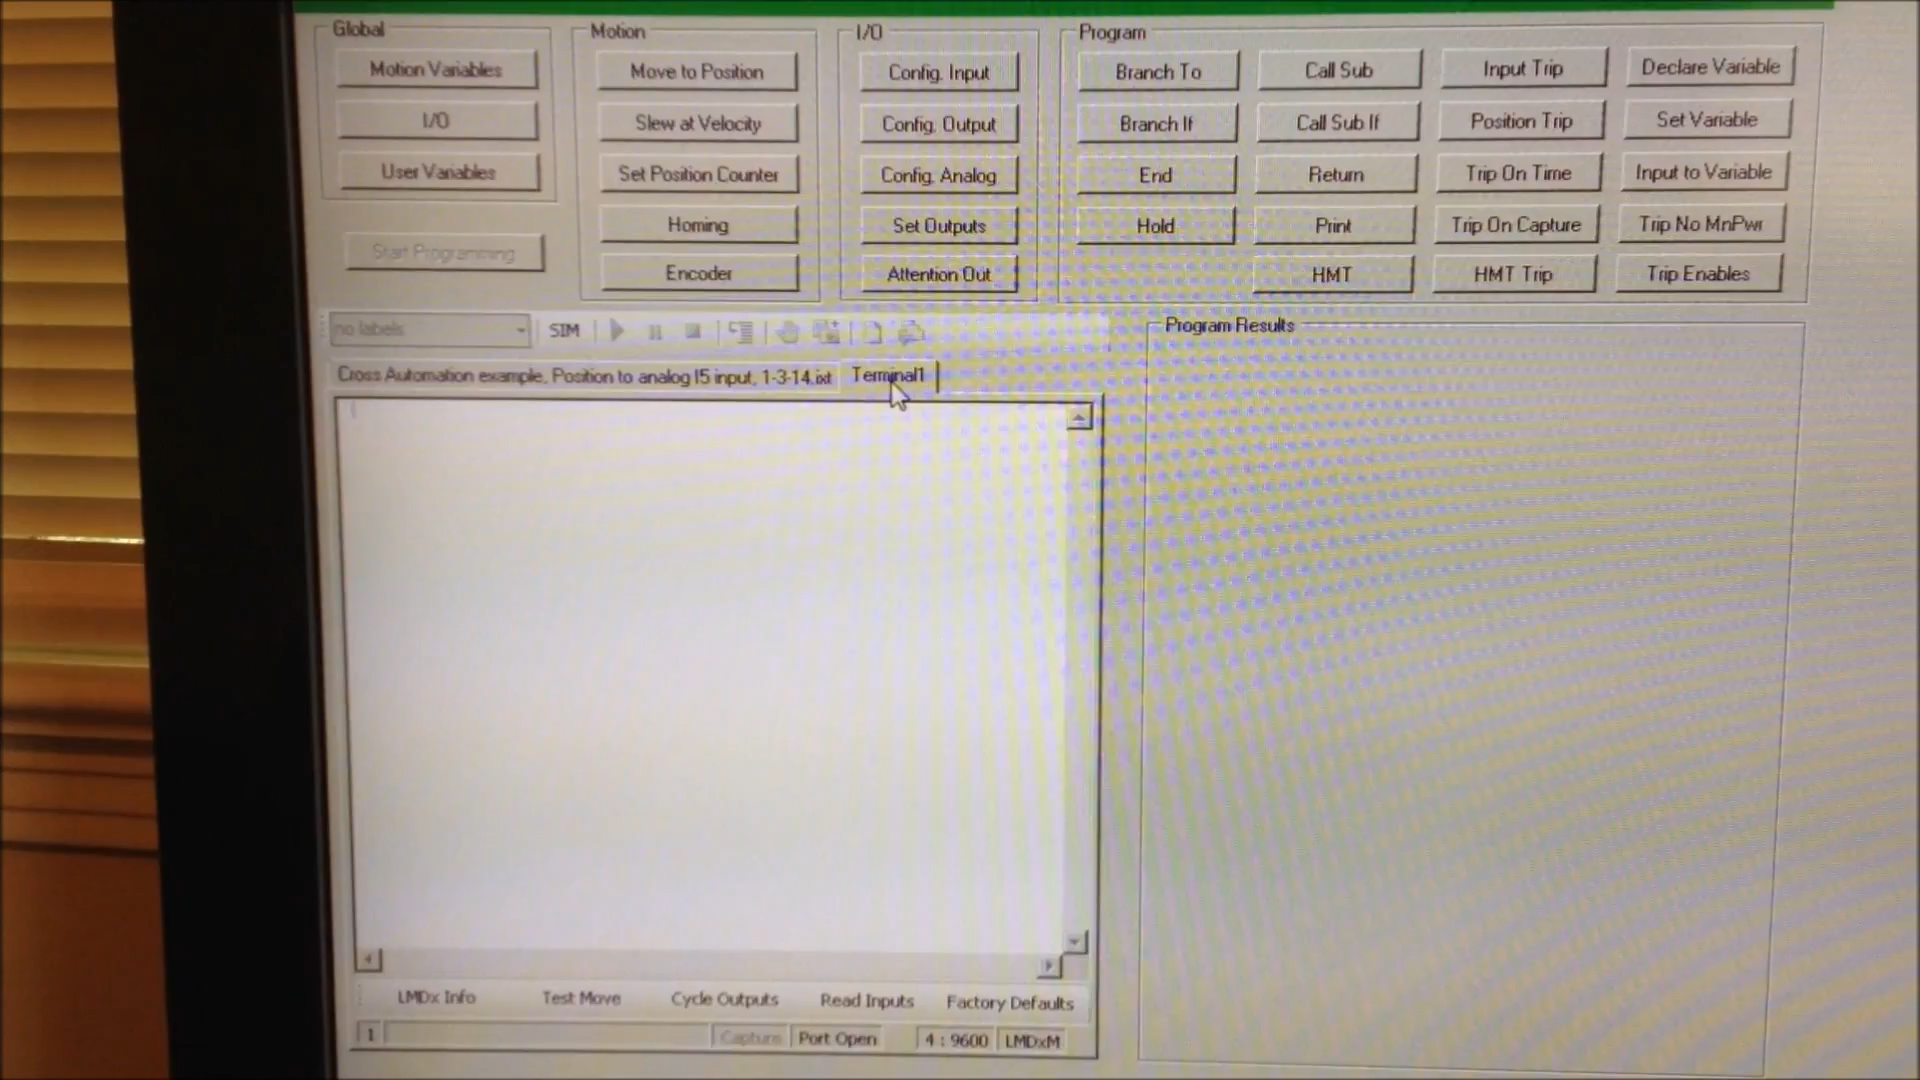 Global
Motion Variables
I/O
User Variables
Start Programming
Motion
Move to Position
Slew at Velocity
Set Position Counter
Homing
Encoder
I/O
Config. Input
Config. Output
Config. Analog
Set Outputs
Attention Out
Program
Branch To
Branch If
End
Hold
Call Sub
Call Sub If
Return
Print
HMT
Input Trip
Position Trip
Trip On Time
Trip On Capture
HMT Trip
Declare Variable
Set Variable
Input to Variable
Trip No MnPwr
Trip Enables
no labels
SIM
Cross Automation example, Position to analog I5 input, 1-3-14.ixt
Terminal1
Program Results
LMDx Info
Test Move
Cycle Outputs
Read Inputs
Factory Defaults
1
Capture
Port Open
4 : 9600
LMDxM